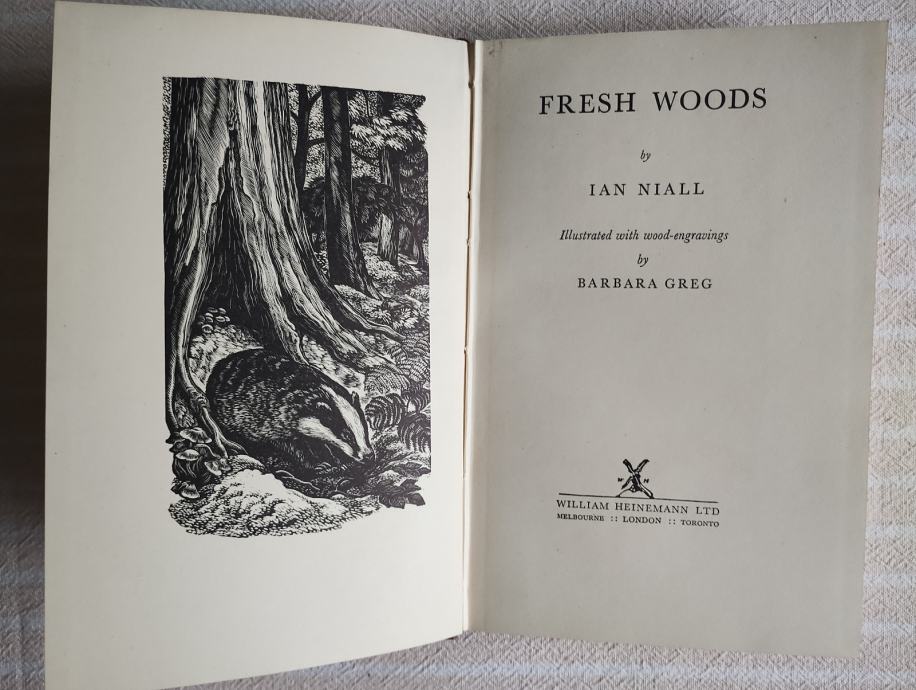 FRESH WOODS
by
IAN NIALL
Illustrated with wood-engravings
by
BARBARA GREG
W H
WILLIAM HEINEMANN LTD
MELBOURNE :: LONDON :: TORONTO